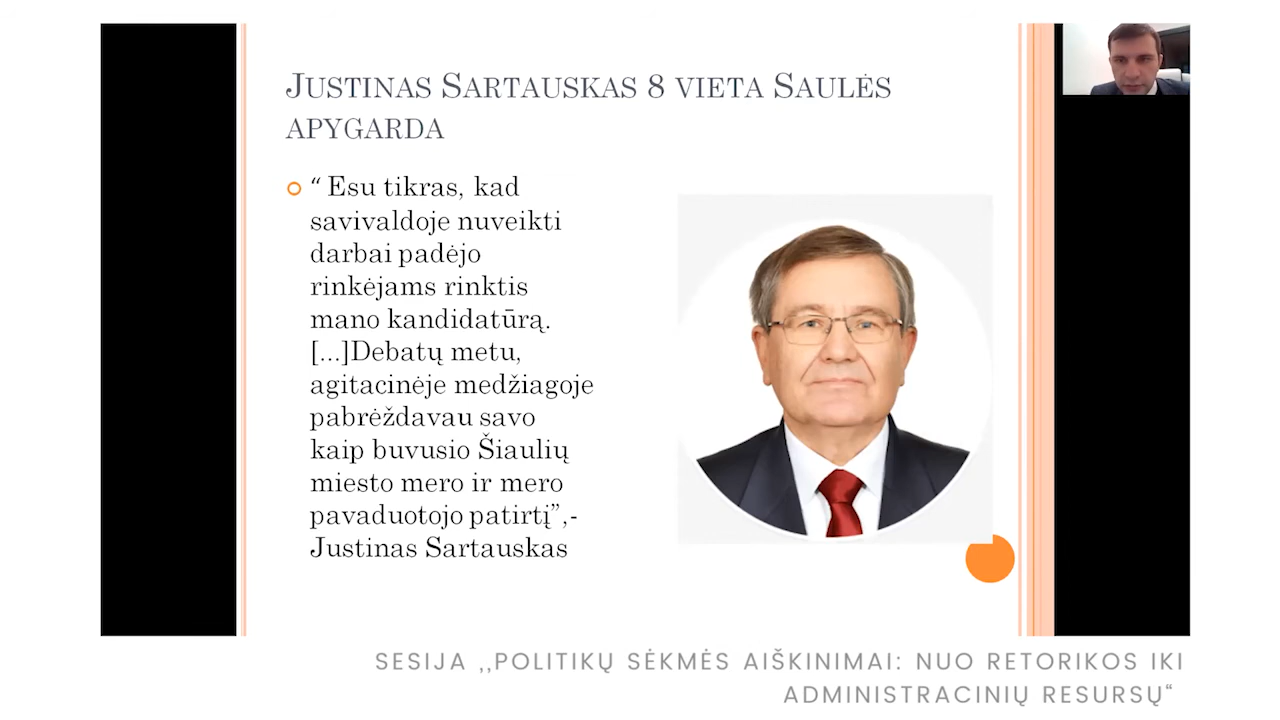 Justinas Sartauskas 8 vieta Saulės
apygarda
“ Esu tikras, kad
savivaldoje nuveikti
darbai padėjo
rinkėjams rinktis
mano kandidatūrą.
[...]Debatų metu,
agitacinėje medžiagoje
pabrėždavau savo
kaip buvusio Šiaulių
miesto mero ir mero
pavaduotojo patirtį”,-
Justinas Sartauskas
SESIJA ,,POLITIKŲ SĖKMĖS AIŠKINIMAI: NUO RETORIKOS IKI
ADMINISTRACINIŲ RESURSŲ“